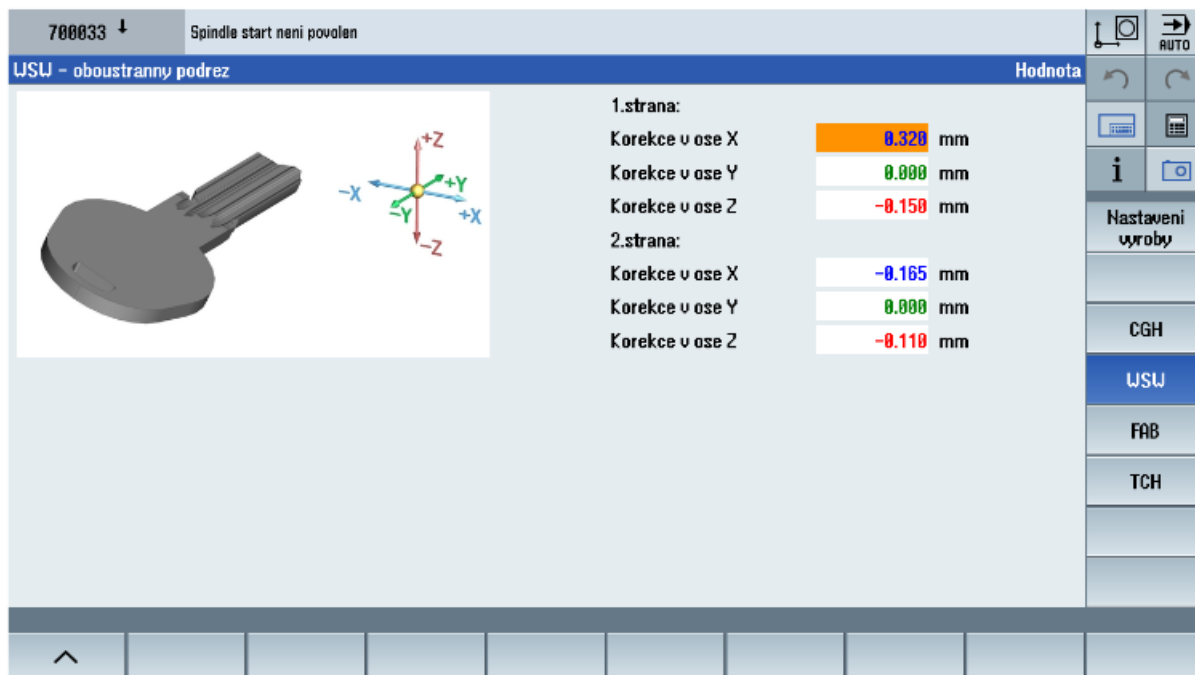 700033
Spindle start neni povolen
AUTO
WSW - oboustranny podrez
Hodnota
+Z
+Y
-X
-Y
+X
-Z
1.strana:
Korekce v ose X 0.320 mm
Korekce v ose Y 0.000 mm
Korekce v ose Z -0.150 mm
2.strana:
Korekce v ose X -0.165 mm
Korekce v ose Y 0.000 mm
Korekce v ose Z -0.110 mm
i
Nastaveni
vyroby
CGH
WSW
FAB
TCH